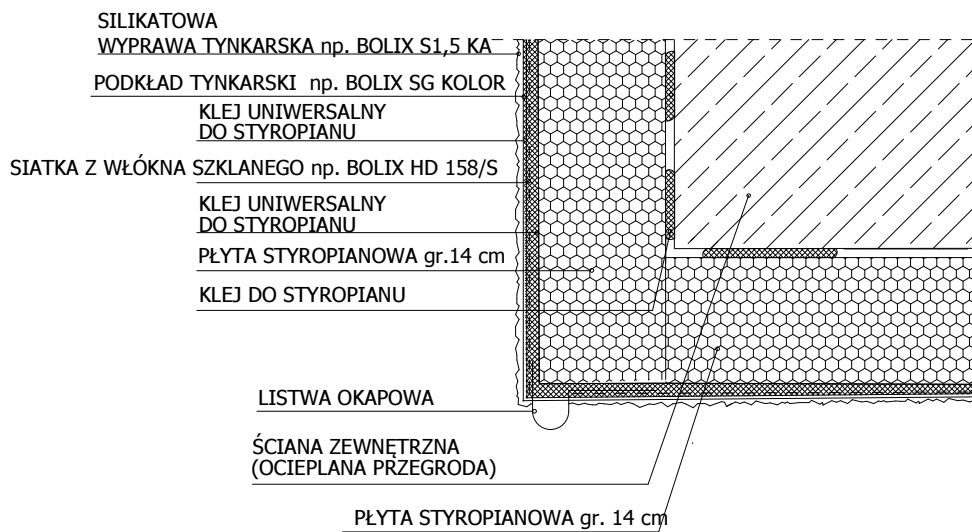 SILIKATOWA
WYPRAWA TYNKARSKA np. BOLIX S1,5 KA
PODKŁAD TYNKARSKI np. BOLIX SG KOLOR
KLEJ UNIWERSALNY
DO STYROPIANU
SIATKA Z WŁÓKNA SZKLANEGO np. BOLIX HD 158/S
KLEJ UNIWERSALNY
DO STYROPIANU
PŁYTA STYROPIANOWA gr.14 cm
KLEJ DO STYROPIANU
LISTWA OKAPOWA
ŚCIANA ZEWNĘTRZNA
(OCIEPLANA PRZEGRODA)
PŁYTA STYROPIANOWA gr. 14 cm